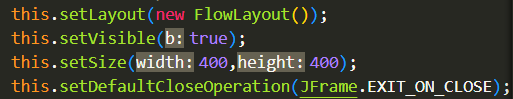 this.setLayout(new FlowLayout());
this.setVisible(b: true);
this.setSize(width: 400,height: 400);
this.setDefaultCloseOperation(JFrame.EXIT_ON_CLOSE);